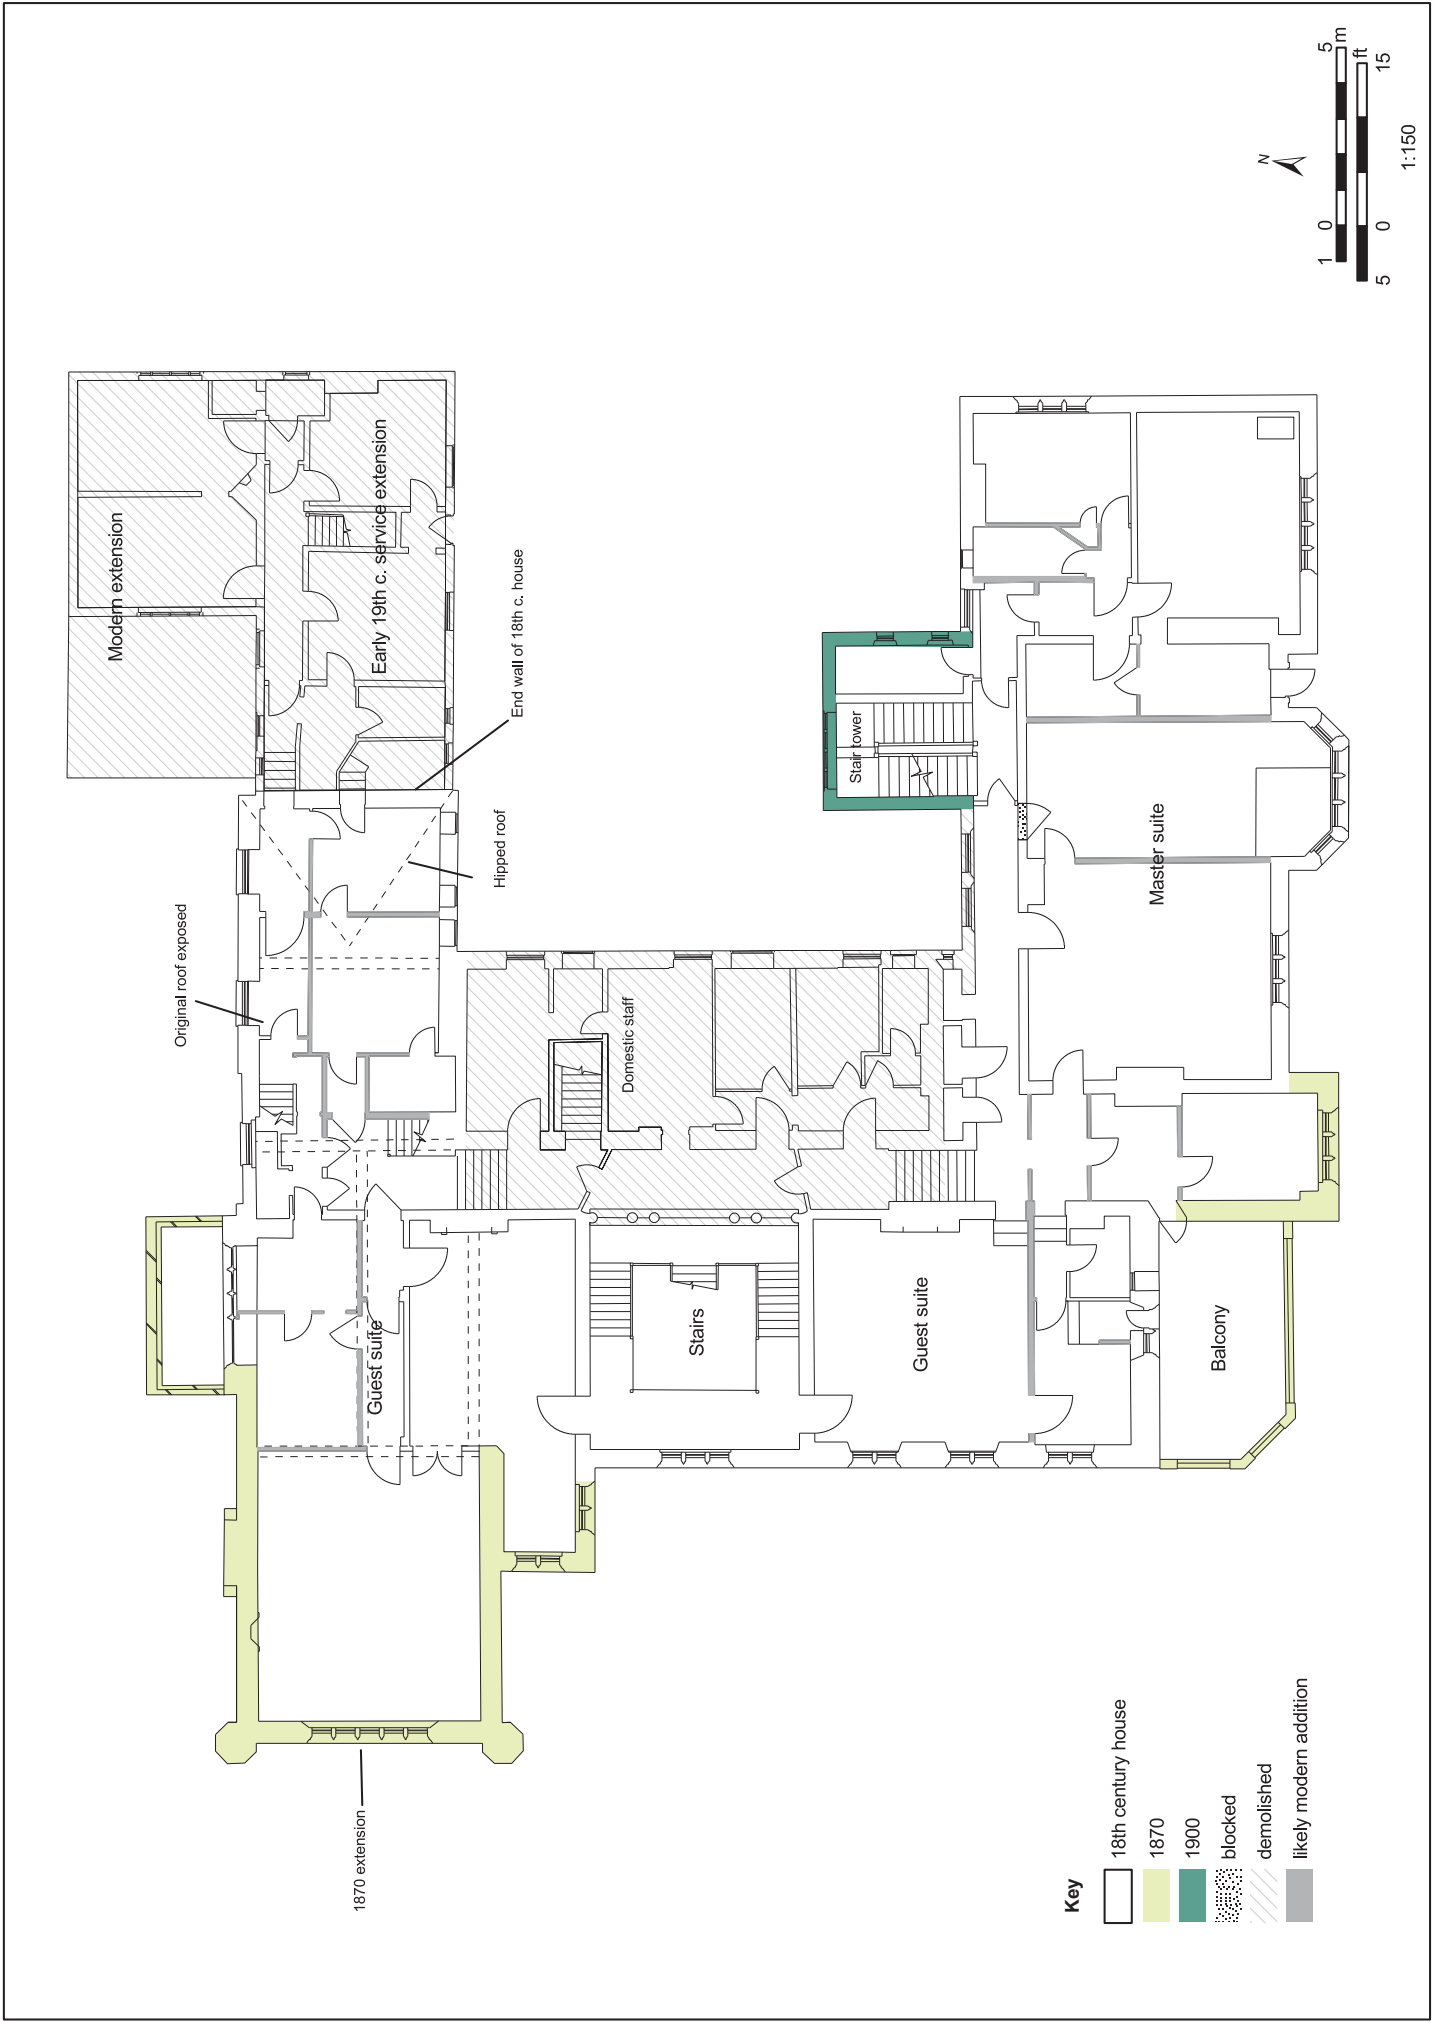 1870 extension
Original roof exposed
Modern extension
Early 19th c. service extension
End wall of 18th c. house
Hipped roof
Guest suite
Domestic staff
Stairs
Stair tower
Guest suite
Master suite
Balcony
Key
18th century house
1870
1900
blocked
demolished
likely modern addition
N
1 0 5 m
ft
5 0 15
1:150